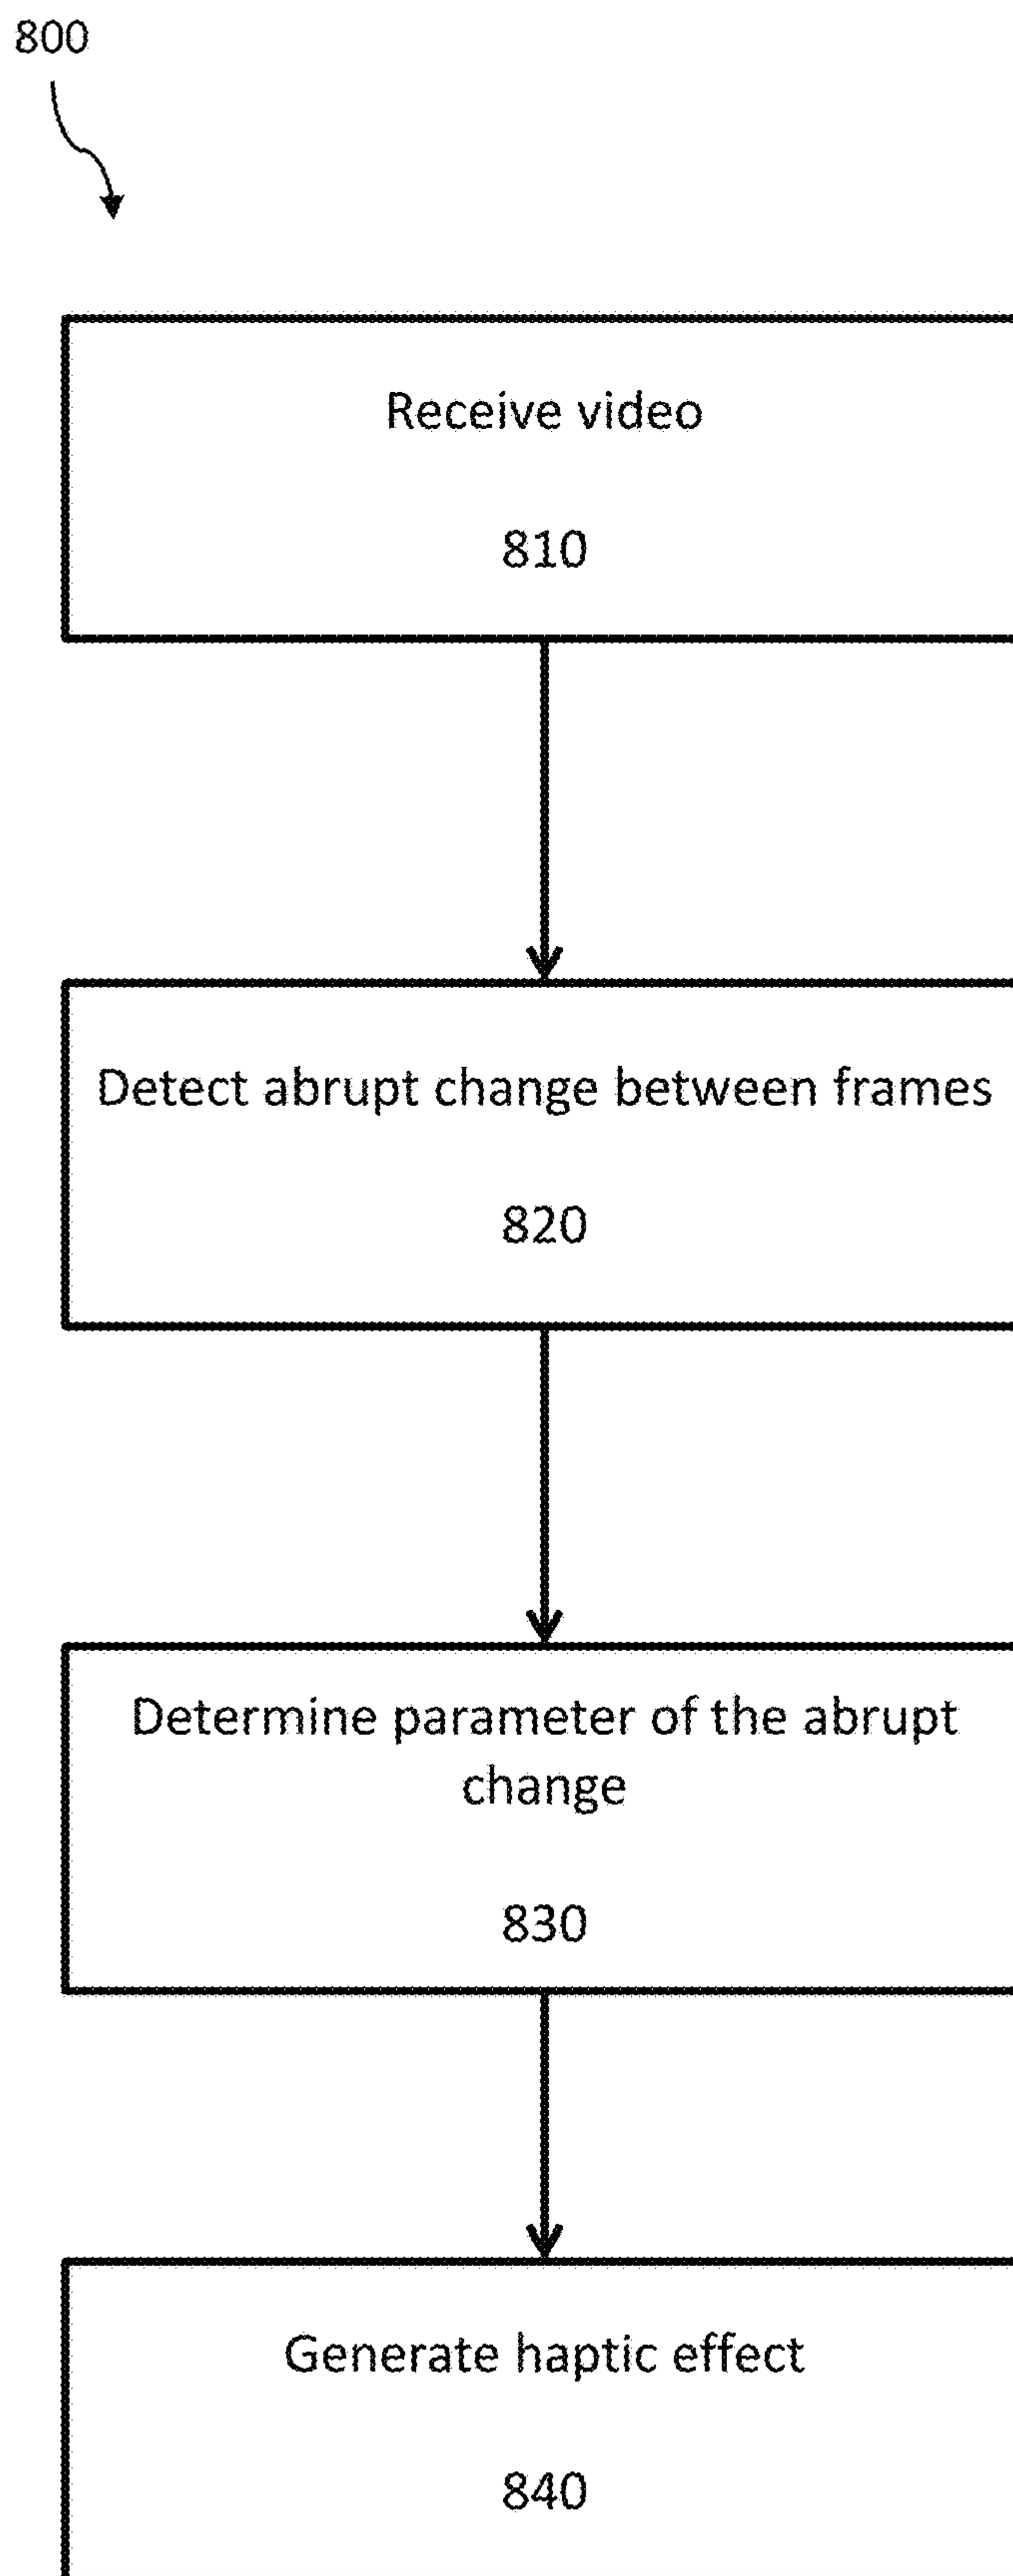 800
Receive video
810
Detect abrupt change between frames
820
Determine parameter of the abrupt
change
830
Generate haptic effect
840